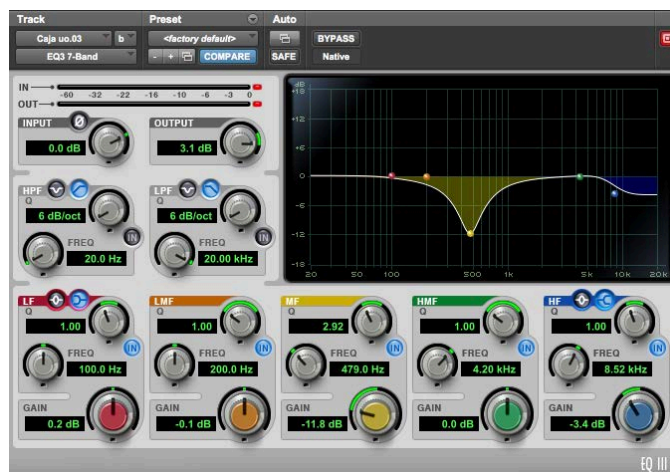 Track Preset Auto
Caja uo.03 b <factory default> BYPASS
EQ3 7-Band - + COMPARE SAFE Native
IN
-60 -32 -22 -16 -10 -6 -3 0
OUT
INPUT Ø OUTPUT
0.0 dB 3.1 dB
HPF LPF
Q Q
6 dB/oct 6 dB/oct
FREQ IN FREQ IN
20.0 Hz 20.00 kHz
dB
+18
+12
+6
0
-6
-12
-18
20 50 100 500 1k 5k 10k 20k
LF LMF MF HMF HF
Q Q Q Q Q
1.00 1.00 2.92 1.00 1.00
FREQ IN FREQ IN FREQ IN FREQ IN FREQ IN
100.0 Hz 200.0 Hz 479.0 Hz 4.20 kHz 8.52 kHz
GAIN GAIN GAIN GAIN GAIN
0.2 dB -0.1 dB -11.8 dB 0.0 dB -3.4 dB
EQ III